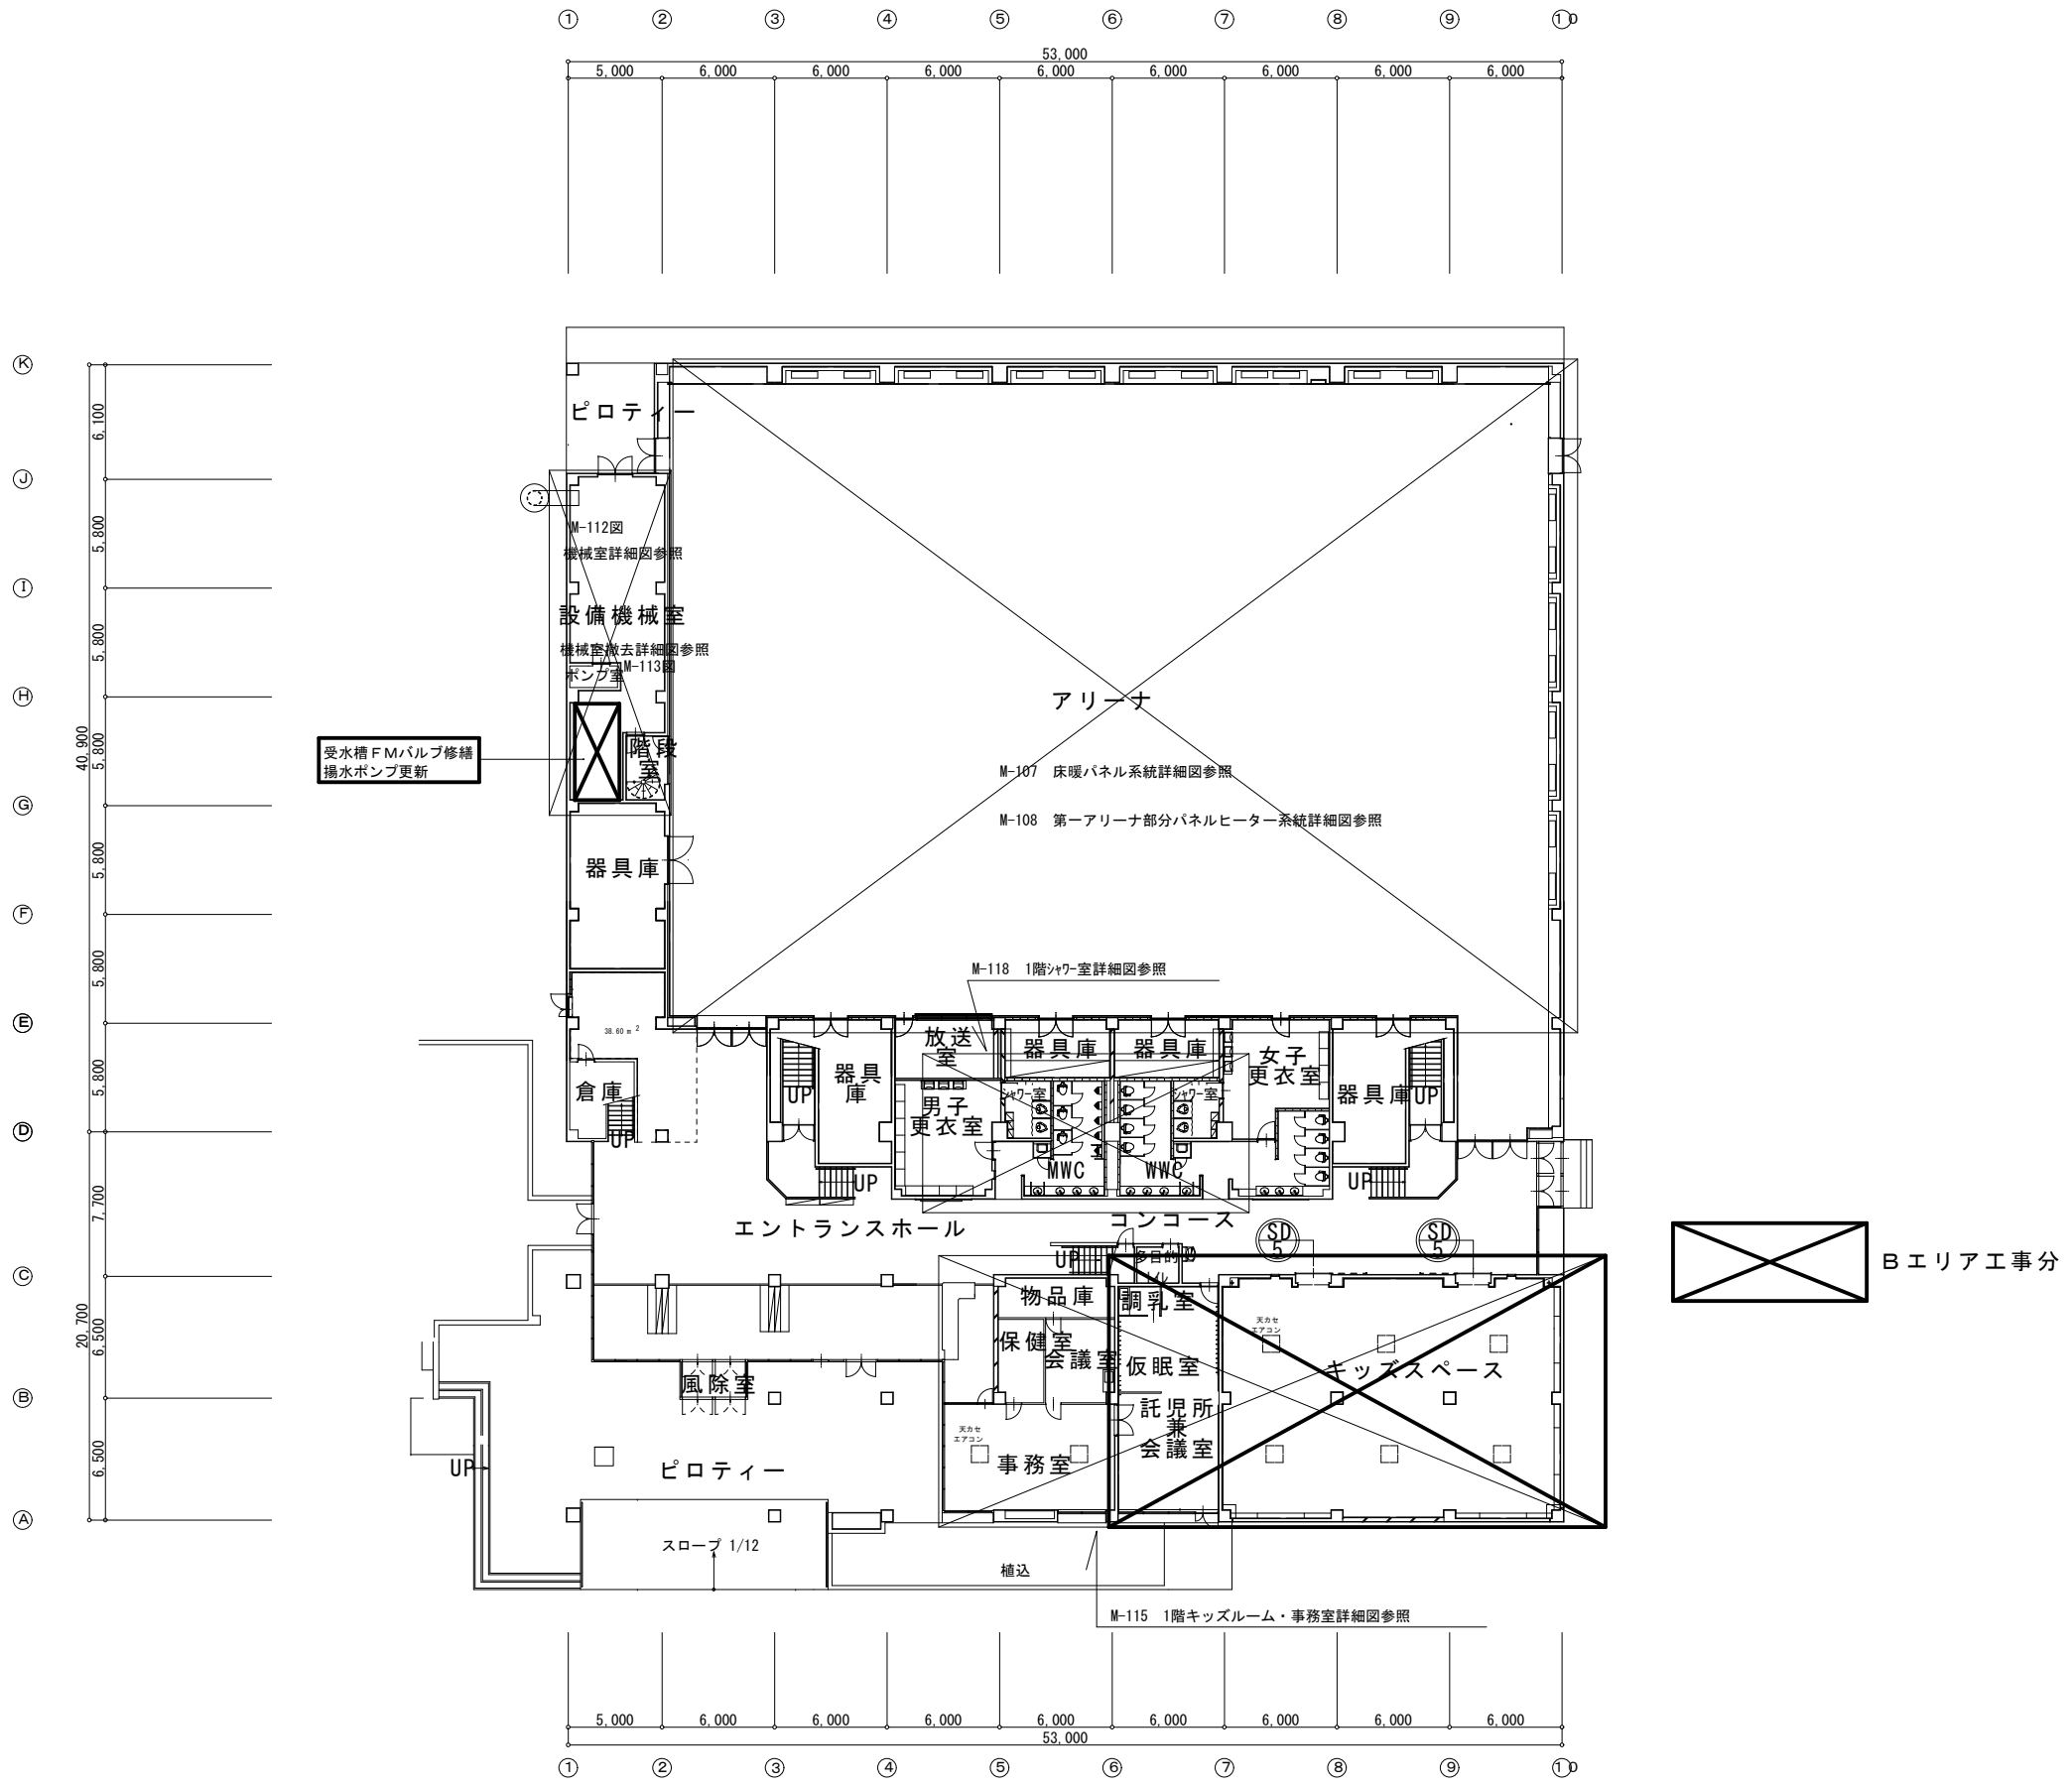 ① ② ③ ④ ⑤ ⑥ ⑦ ⑧ ⑨ 10
53,000
5,000 6,000 6,000 6,000 6,000 6,000 6,000 6,000 6,000
Ⓚ
6,100
ピロティー
Ⓙ
5,800
M-112図
機械室詳細図参照
Ⓘ
設備機械室
5,800
機械室撤去詳細図参照
M-113図
ポンプ室
Ⓗ
アリーナ
40,900
5,800
受水槽FMバルブ修繕
揚水ポンプ更新
階段
室
M-107 床暖パネル系統詳細図参照
Ⓖ
M-108 第一アリーナ部分パネルヒーター系統詳細図参照
5,800
器具庫
Ⓕ
5,800
M-118 1階ｼｬﾜｰ室詳細図参照
Ⓔ
38.60 m2
放送
室
器具庫
器具庫
女子
更衣室
5,800
倉庫
UP
器具
庫
男子
更衣室
ｼｬﾜｰ室
ｼｬﾜｰ室
器具庫
UP
Ⓓ
UP
UP
MWC
WWC
UP
7,700
エントランスホール
コンコース
SD
5
SD
5
UP
多目的
Bエリア工事分
Ⓒ
物品庫
調乳室
20,700
6,500
保健室
会議室
仮眠室
天カセ
エアコン
キッズスペース
風除室
Ⓑ
託児所
兼
会議室
天カセ
エアコン
6,500
UP
ピロティー
事務室
Ⓐ
スロープ 1/12
植込
M-115 1階キッズルーム・事務室詳細図参照
5,000 6,000 6,000 6,000 6,000 6,000 6,000 6,000 6,000
53,000
① ② ③ ④ ⑤ ⑥ ⑦ ⑧ ⑨ 10